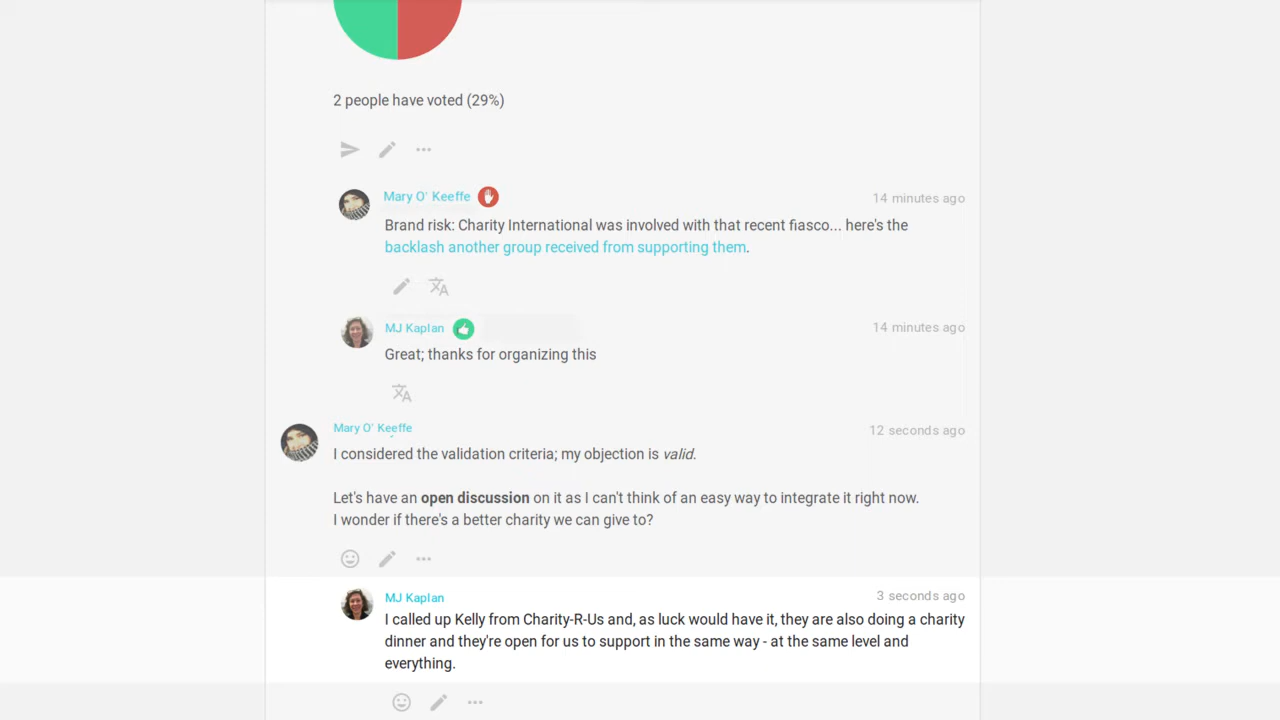 2 people have voted (29%)
Mary O' Keeffe
14 minutes ago
Brand risk: Charity International was involved with that recent fiasco... here's the
backlash another group received from supporting them.
MJ Kaplan
14 minutes ago
Great; thanks for organizing this
Mary O' Keeffe
12 seconds ago
I considered the validation criteria; my objection is valid.
Let's have an open discussion on it as I can't think of an easy way to integrate it right now.
I wonder if there's a better charity we can give to?
MJ Kaplan
3 seconds ago
I called up Kelly from Charity-R-Us and, as luck would have it, they are also doing a charity
dinner and they're open for us to support in the same way - at the same level and
everything.